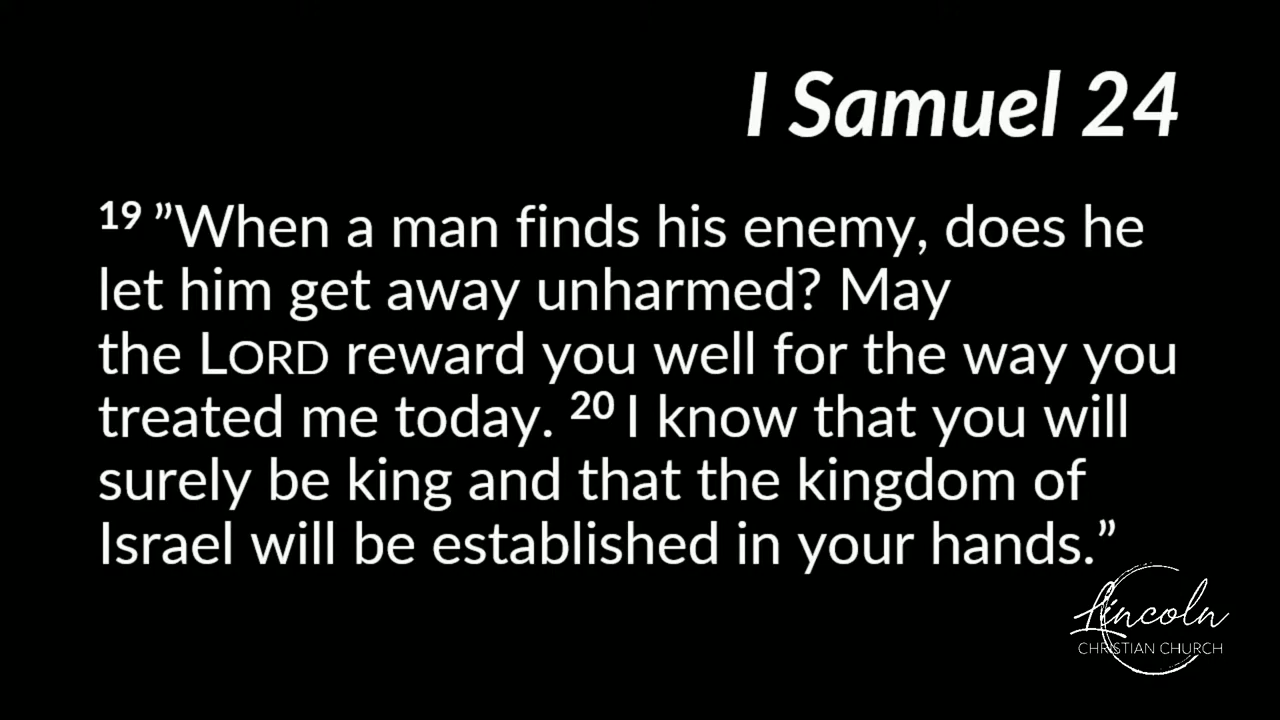 I Samuel 24
19 ”When a man finds his enemy, does he
let him get away unharmed? May
the LORD reward you well for the way you
treated me today. 20 I know that you will
surely be king and that the kingdom of
Israel will be established in your hands.”
Lincoln
CHRISTIAN CHURCH